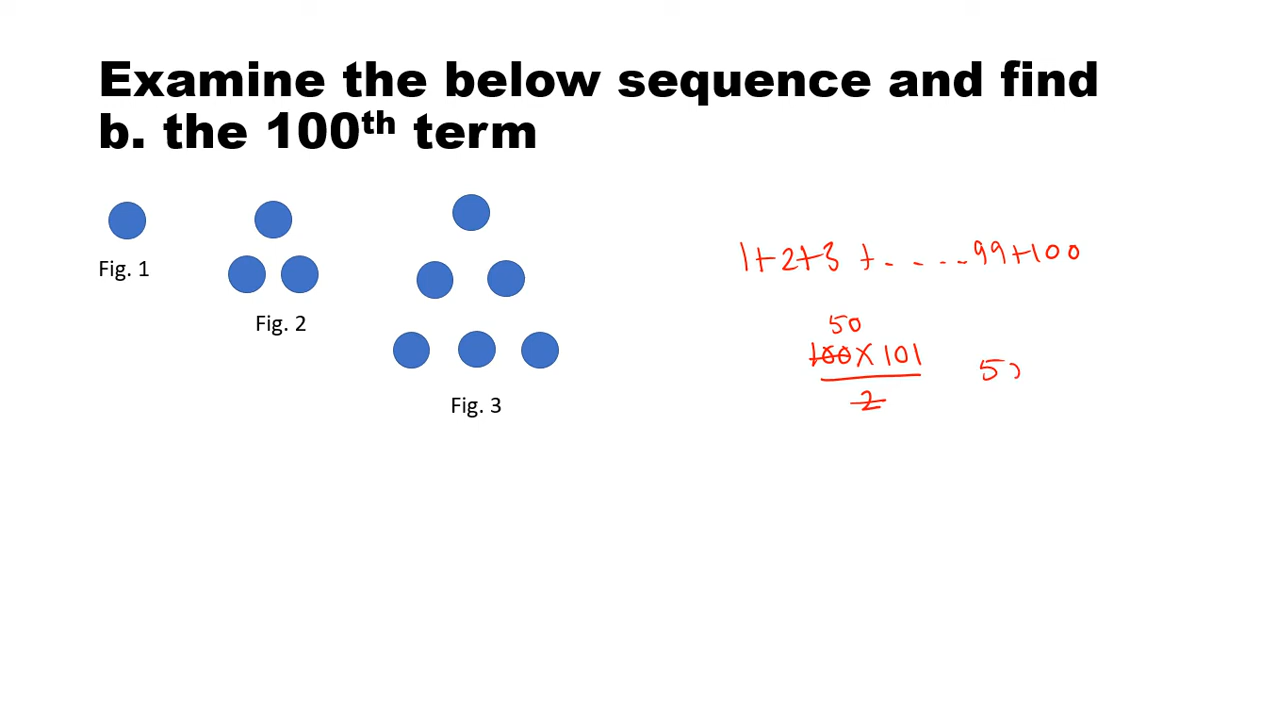 Examine the below sequence and find
b. the 100th term
Fig. 1
Fig. 2
Fig. 3
1+2+3 + - - - - 99+100
50
100 X 101
2
5